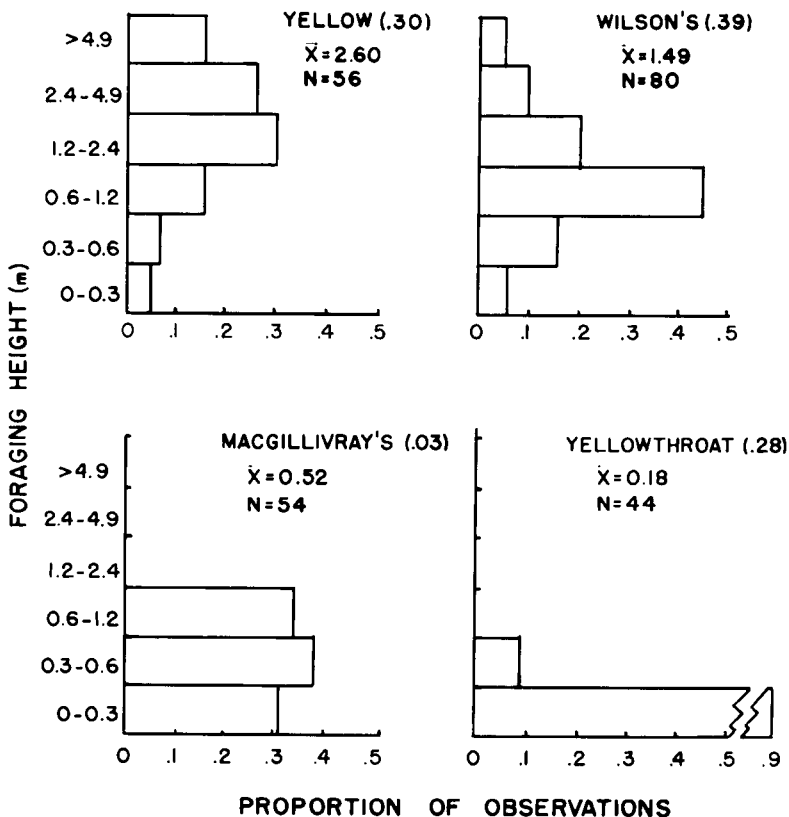 YELLOW (.30)
X̄=2.60
N=56
>4.9
2.4-4.9
1.2-2.4
0.6-1.2
0.3-0.6
0-0.3
0 .1 .2 .3 .4 .5
WILSON'S (.39)
Ẋ=1.49
N=80
0 .1 .2 .3 .4 .5
FORAGING HEIGHT (m)
MACGILLIVRAY'S (.03)
Ẋ=0.52
N=54
>4.9
2.4-4.9
1.2-2.4
0.6-1.2
0.3-0.6
0-0.3
0 .1 .2 .3 .4 .5
YELLOWTHROAT (.28)
Ẋ=0.18
N=44
0 .1 .2 .3 .4 .5 .9
PROPORTION OF OBSERVATIONS